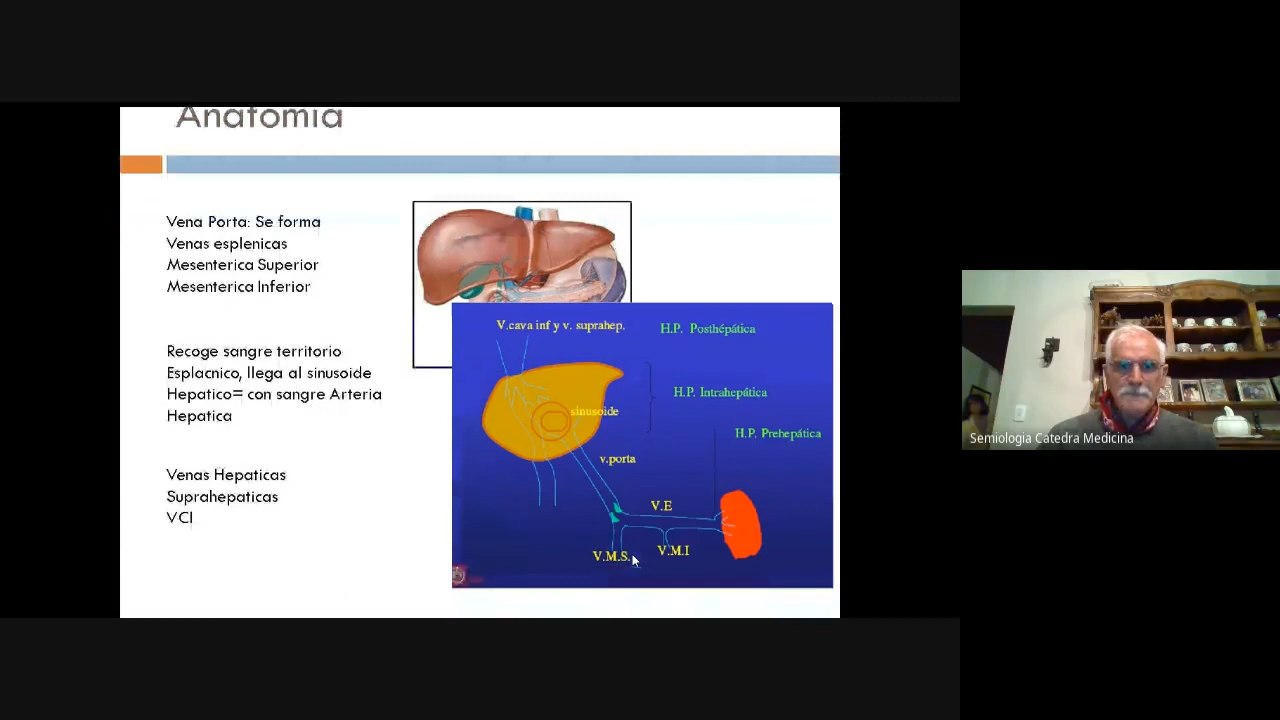 Anatomia
Vena Porta: Se forma
Venas esplenicas
Mesenterica Superior
Mesenterica Inferior
Recoge sangre territorio
Esplacnico, llega al sinusoide
Hepatico= con sangre Arteria
Hepatica
Venas Hepaticas
Suprahepaticas
VCI
V.cava inf y v. suprahep.
H.P. Posthépática
H.P. Intrahepática
sinusoide
H.P. Prehepática
v.porta
V.E
V.M.S.
V.M.I
Semiologia Catedra Medicina